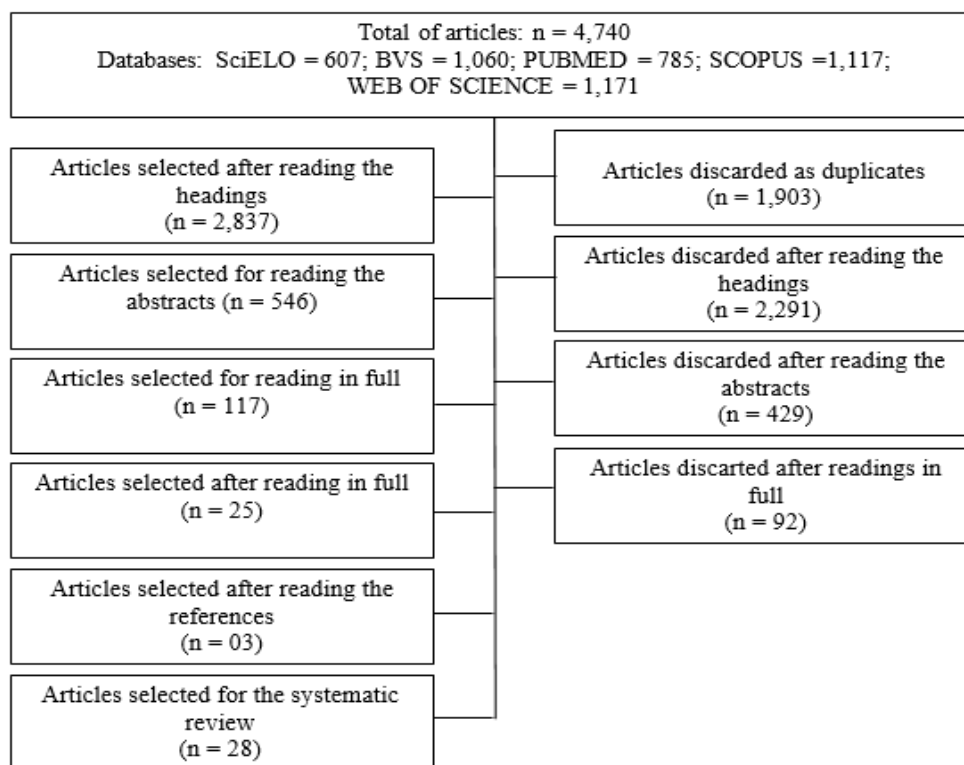 Total of articles: n = 4,740
Databases: SciELO = 607; BVS = 1,060; PUBMED = 785; SCOPUS =1,117;
WEB OF SCIENCE = 1,171
Articles selected after reading the
headings
(n = 2,837)
Articles discarded as duplicates
(n = 1,903)
Articles selected for reading the
abstracts (n = 546)
Articles discarded after reading the
headings
(n = 2,291)
Articles selected for reading in full
(n = 117)
Articles discarded after reading the
abstracts
(n = 429)
Articles selected after reading in full
(n = 25)
Articles discarted after readings in
full
(n = 92)
Articles selected after reading the
references
(n = 03)
Articles selected for the systematic
review
(n = 28)